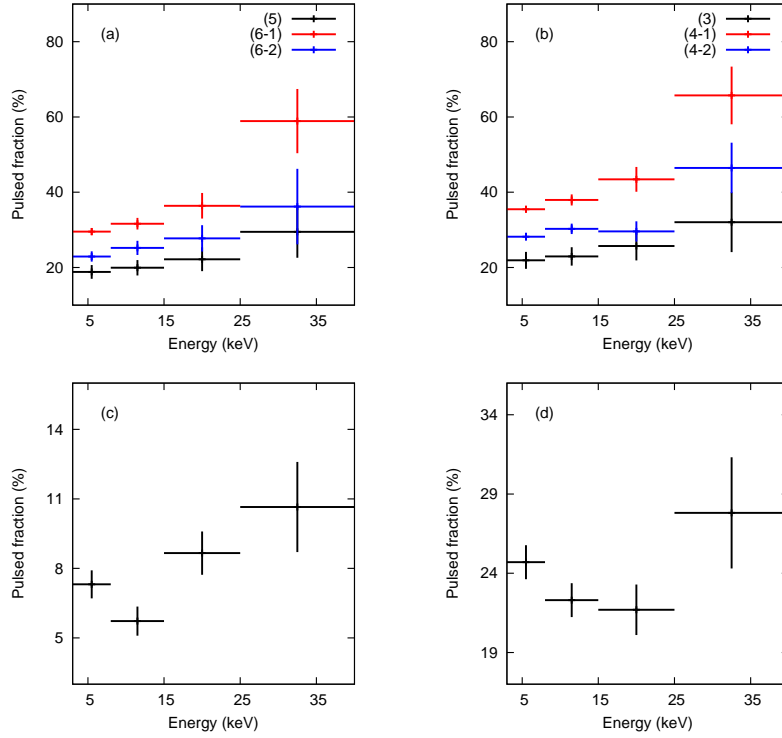 (a)
(5)
(6-1)
(6-2)
80
60
40
20
Pulsed fraction (%)
5 15 25 35
Energy (keV)
(b)
(3)
(4-1)
(4-2)
80
60
40
20
Pulsed fraction (%)
5 15 25 35
Energy (keV)
(c)
14
11
8
5
Pulsed fraction (%)
5 15 25 35
Energy (keV)
(d)
34
29
24
19
Pulsed fraction (%)
5 15 25 35
Energy (keV)